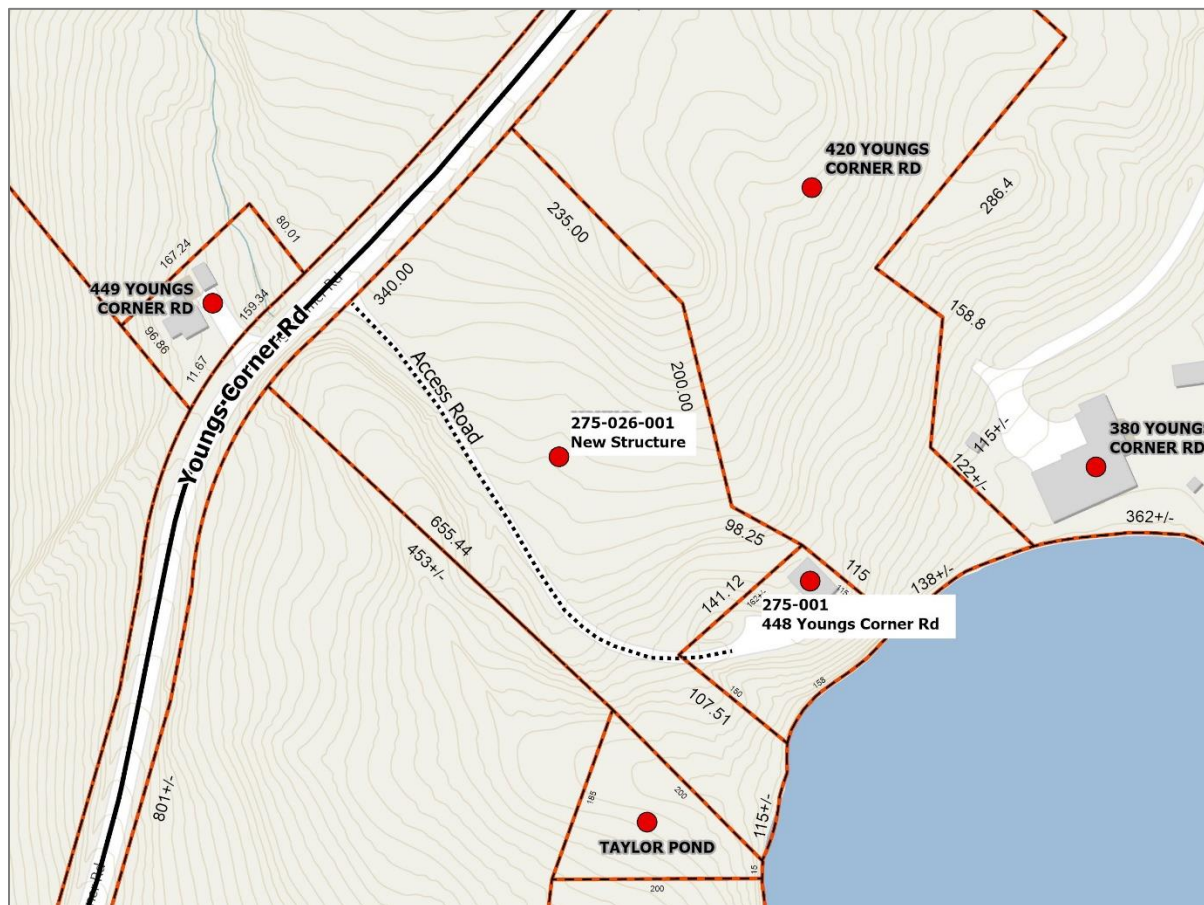 420 YOUNGS
CORNER RD
286.4
235.00
80.01
167.24
340.00
449 YOUNGS
CORNER RD
159.34
158.8
96.86
11.67
Youngs Corner Rd
Access Road
200.00
275-026-001
New Structure
115+/-
380 YOUNGS
CORNER RD
122+/-
362+/-
98.25
655.44
453+/-
115
138+/-
141.12
162+/-
115
275-001
448 Youngs Corner Rd
150
158
107.51
801+/-
185
200
115+/-
TAYLOR POND
15
200